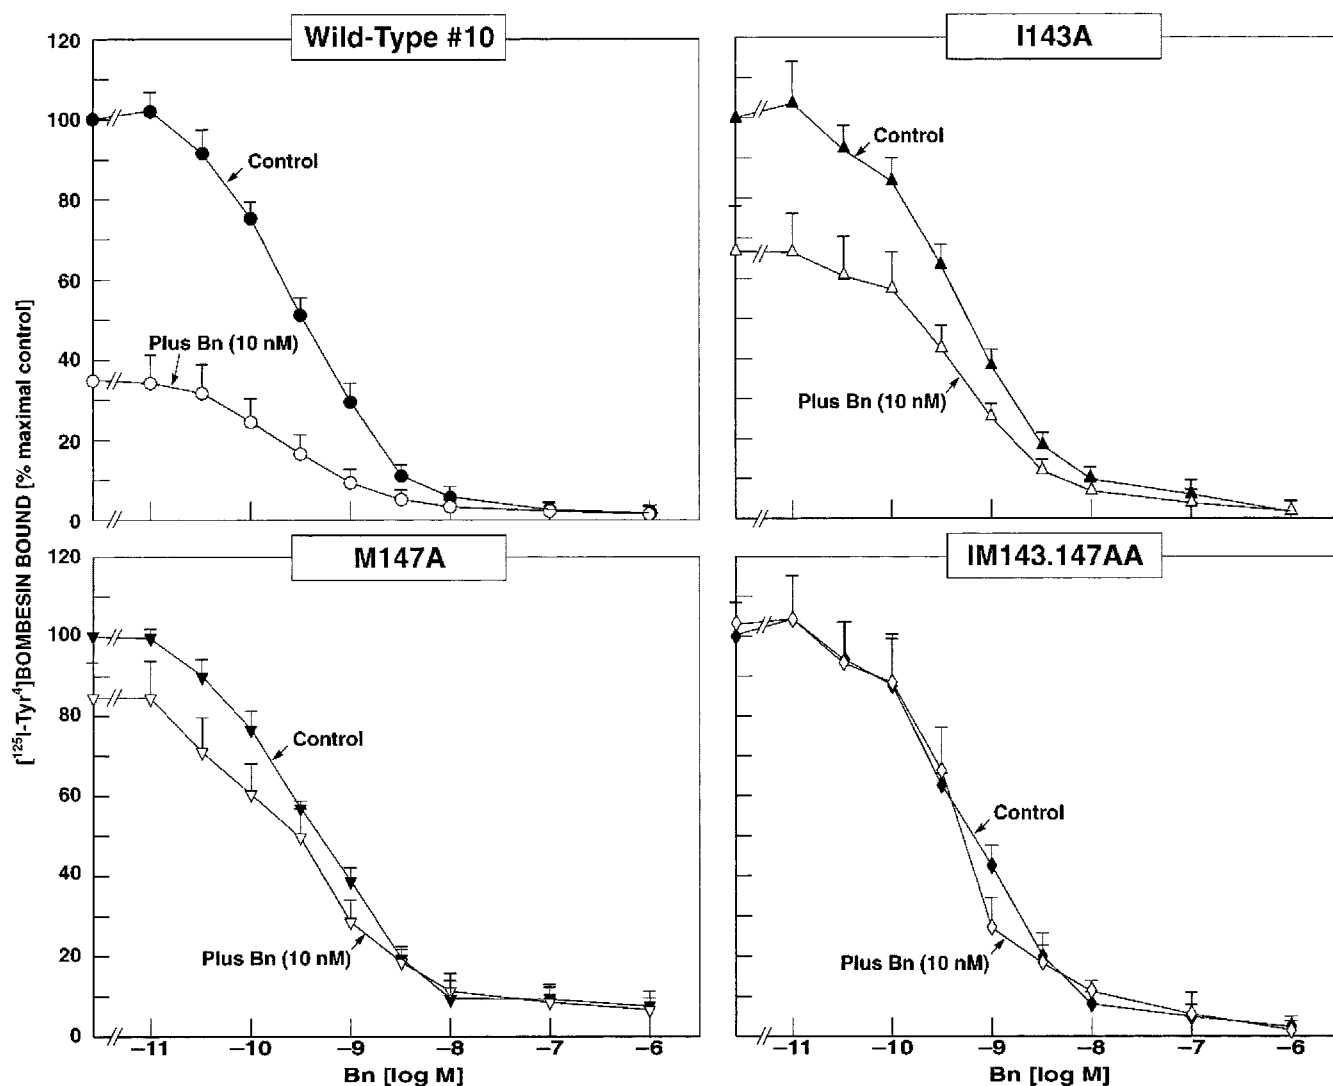 Wild-Type #10
I143A
120
100
80
60
40
20
0
Control
Plus Bn (10 nM)
Control
Plus Bn (10 nM)
[¹²⁵I-Tyr⁴]BOMBESIN BOUND [% maximal control]
M147A
IM143.147AA
120
100
80
60
40
20
0
Control
Plus Bn (10 nM)
Control
Plus Bn (10 nM)
−11 −10 −9 −8 −7 −6
−11 −10 −9 −8 −7 −6
Bn [log M]
Bn [log M]